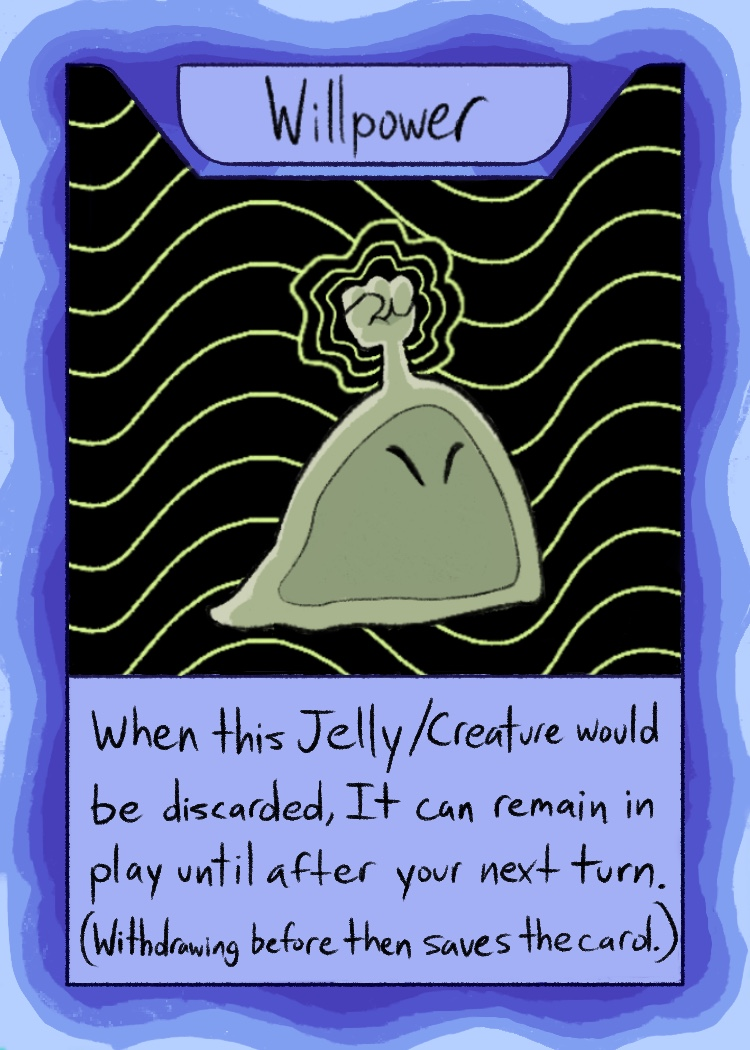 Willpower
When this Jelly/Creature would
be discarded, It can remain in
play until after your next turn.
(Withdrawing before then saves the card.)